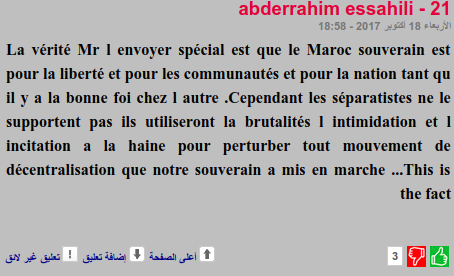 21 - abderrahim essahili
الأربعاء 18 أكتوبر 2017 - 18:58
La vérité Mr l envoyer spécial est que le Maroc souverain est
pour la liberté et pour les communautés et pour la nation tant qu
il y a la bonne foi chez l autre .Cependant les séparatistes ne le
supportent pas ils utiliseront la brutalités l intimidation et l
incitation a la haine pour perturber tout mouvement de
décentralisation que notre souverain a mis en marche ...This is
the fact
3 أعلى الصفحة إضافة تعليق ! تعليق غير لائق